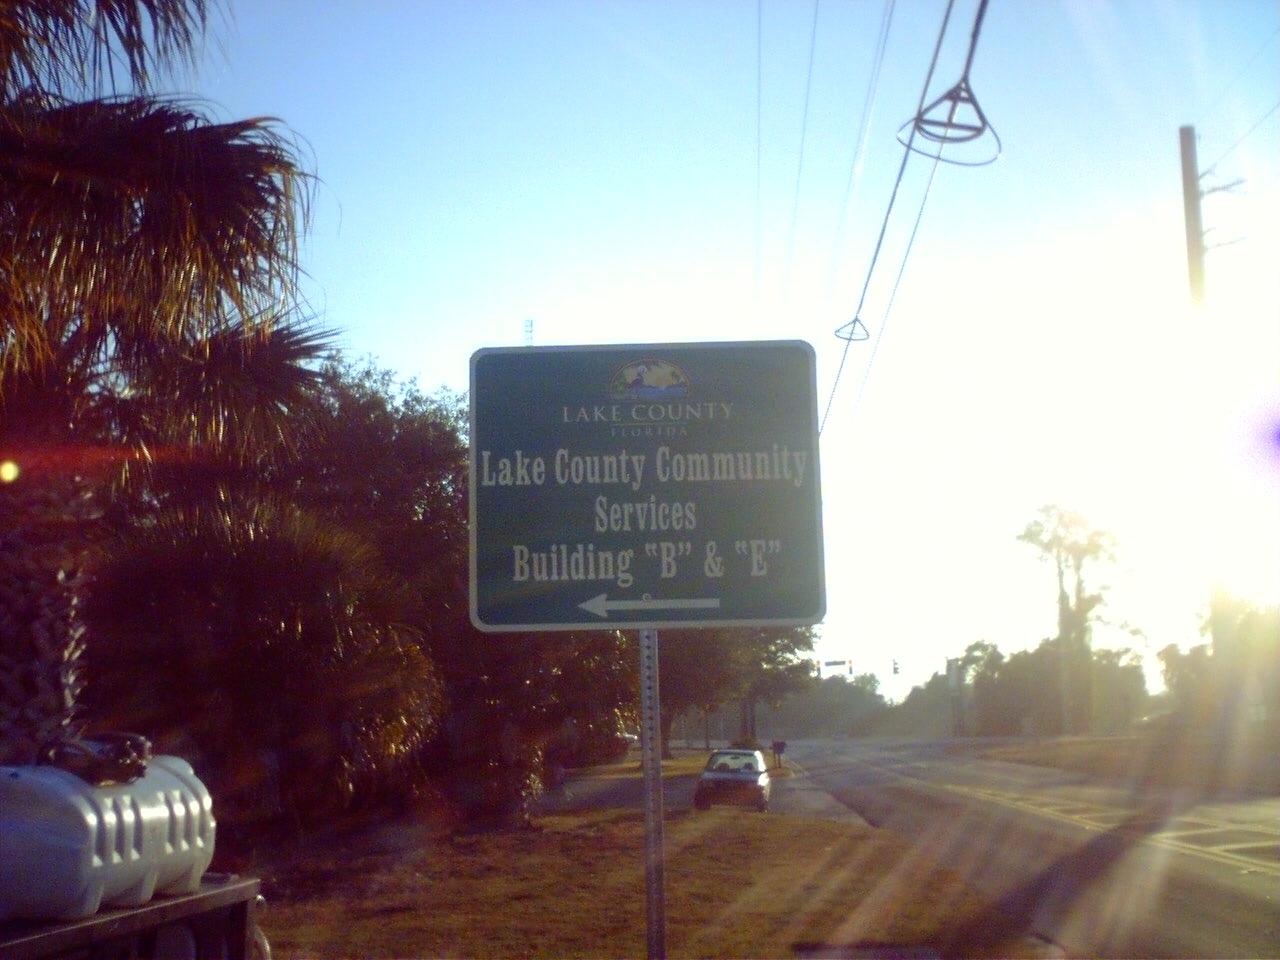 LAKE COUNTY
FLORIDA
Lake County Community
Services
Building “B” & “E”